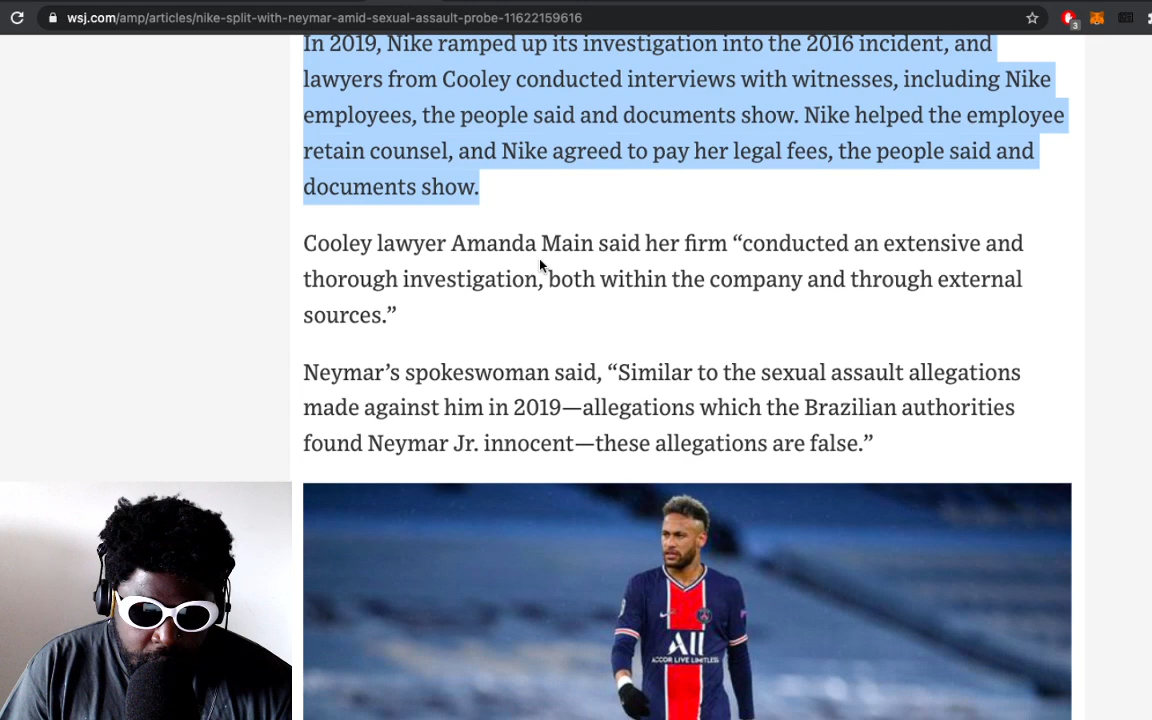 wsj.com/amp/articles/nike-split-with-neymar-amid-sexual-assault-probe-11622159616
3
In 2019, Nike ramped up its investigation into the 2016 incident, and
lawyers from Cooley conducted interviews with witnesses, including Nike
employees, the people said and documents show. Nike helped the employee
retain counsel, and Nike agreed to pay her legal fees, the people said and
documents show.
Cooley lawyer Amanda Main said her firm “conducted an extensive and
thorough investigation, both within the company and through external
sources.”
Neymar’s spokeswoman said, “Similar to the sexual assault allegations
made against him in 2019—allegations which the Brazilian authorities
found Neymar Jr. innocent—these allegations are false.”
ALL
ACCOR LIVE LIMITLESS